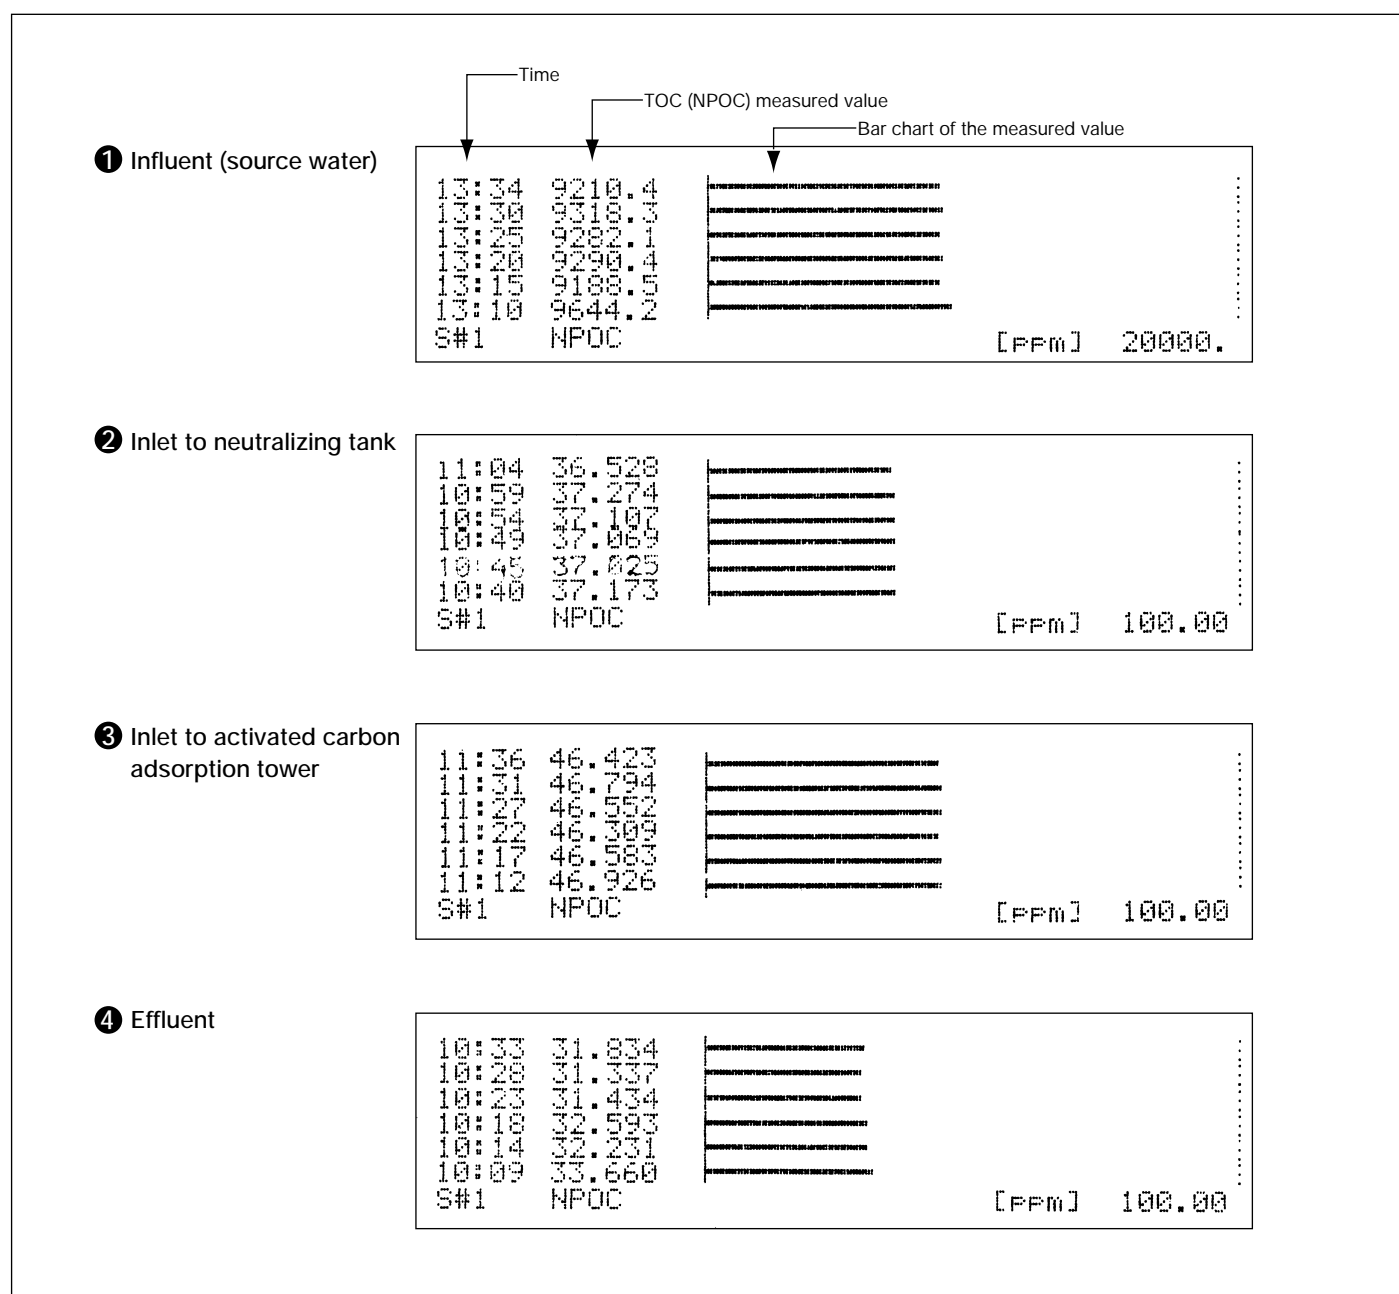 Time
TOC (NPOC) measured value
Bar chart of the measured value
❶ Influent (source water)
13:34 9210.4
13:30 9318.3
13:25 9282.1
13:20 9290.4
13:15 9188.5
13:10 9644.2
S#1 NPOC [ppm] 20000.
❷ Inlet to neutralizing tank
11:04 36.528
10:59 37.274
10:54 37.107
10:49 37.069
10:45 37.025
10:40 37.173
S#1 NPOC [ppm] 100.00
❸ Inlet to activated carbon
adsorption tower
11:36 46.423
11:31 46.794
11:27 46.552
11:22 46.309
11:17 46.583
11:12 46.926
S#1 NPOC [ppm] 100.00
❹ Effluent
10:33 31.834
10:28 31.337
10:23 31.434
10:18 32.593
10:14 32.231
10:09 33.660
S#1 NPOC [ppm] 100.00